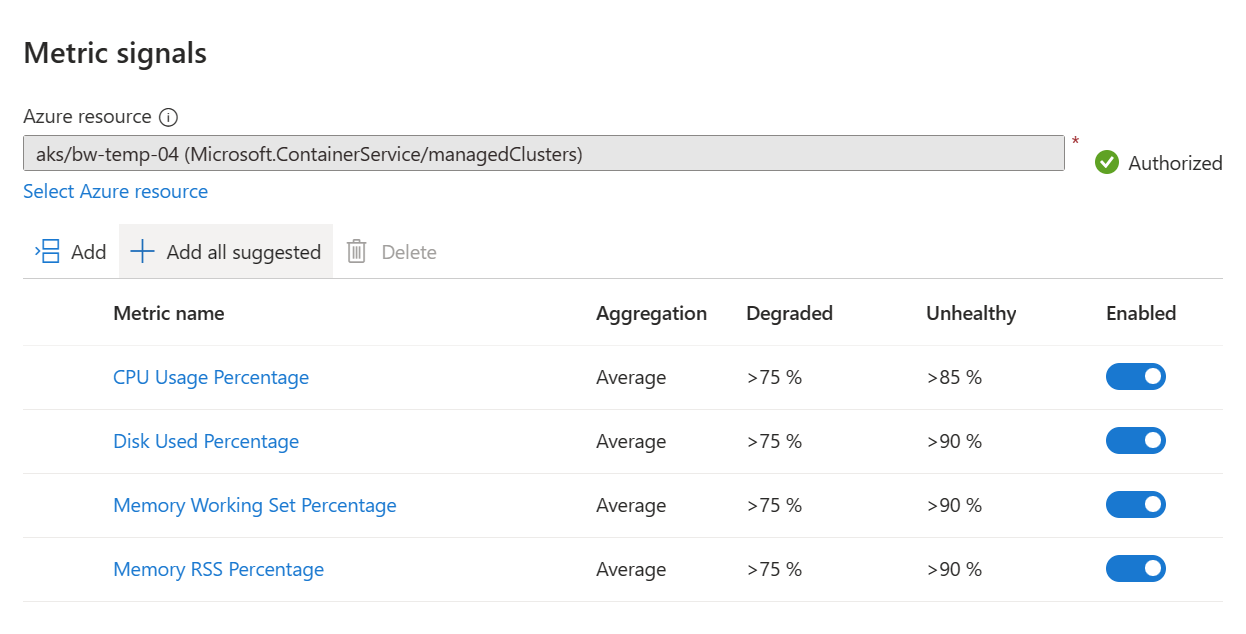 Metric signals
Azure resource
aks/bw-temp-04 (Microsoft.ContainerService/managedClusters) *
Authorized
Select Azure resource
Add Add all suggested Delete
Metric name Aggregation Degraded Unhealthy Enabled
CPU Usage Percentage Average >75 % >85 %
Disk Used Percentage Average >75 % >90 %
Memory Working Set Percentage Average >75 % >90 %
Memory RSS Percentage Average >75 % >90 %